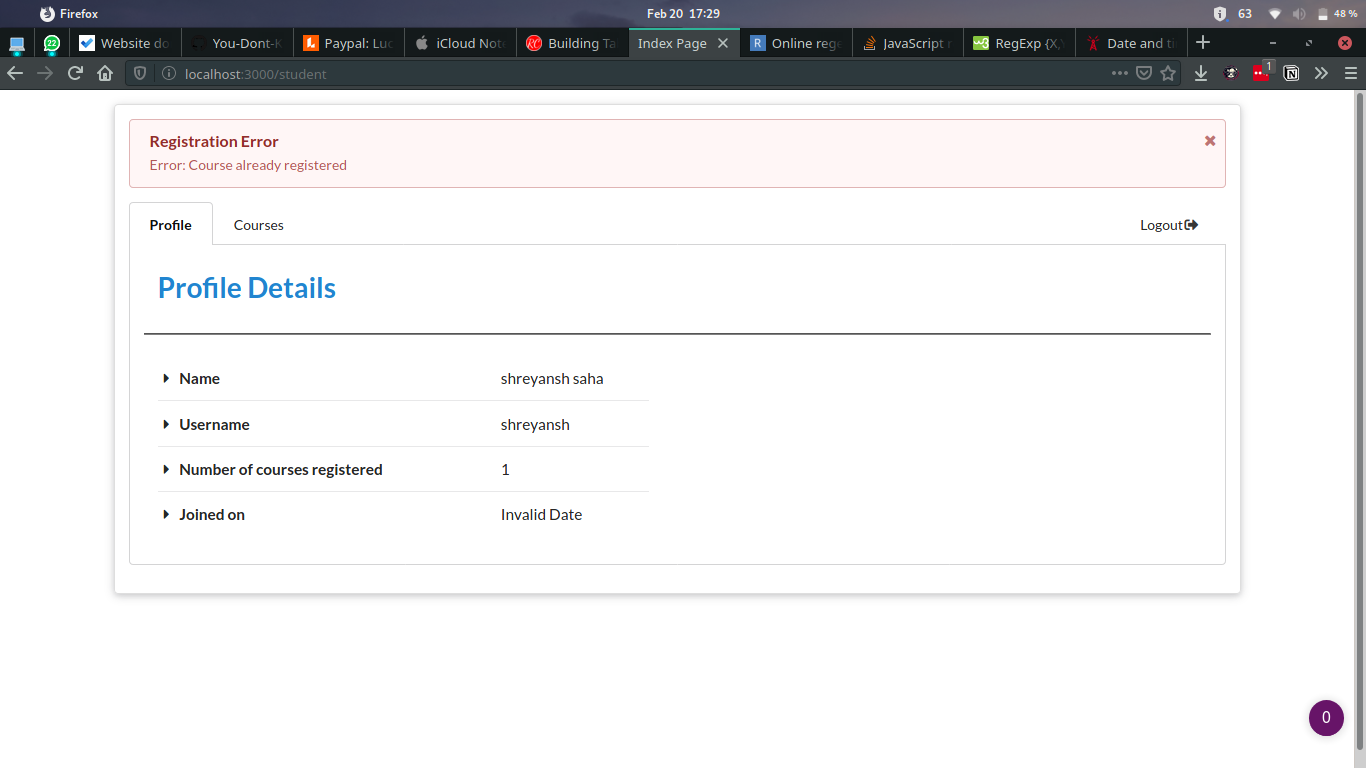 Firefox
Feb 20 17:29
63
48 %
22
Website do
You-Dont-K
Paypal: Luc
iCloud Note
RC Building Ta
Index Page
R Online rege
JavaScript r
RegExp {X,Y
Date and ti
localhost:3000/student
1
Registration Error
Error: Course already registered
Profile
Courses
Logout
Profile Details
Name shreyansh saha
Username shreyansh
Number of courses registered 1
Joined on Invalid Date
0